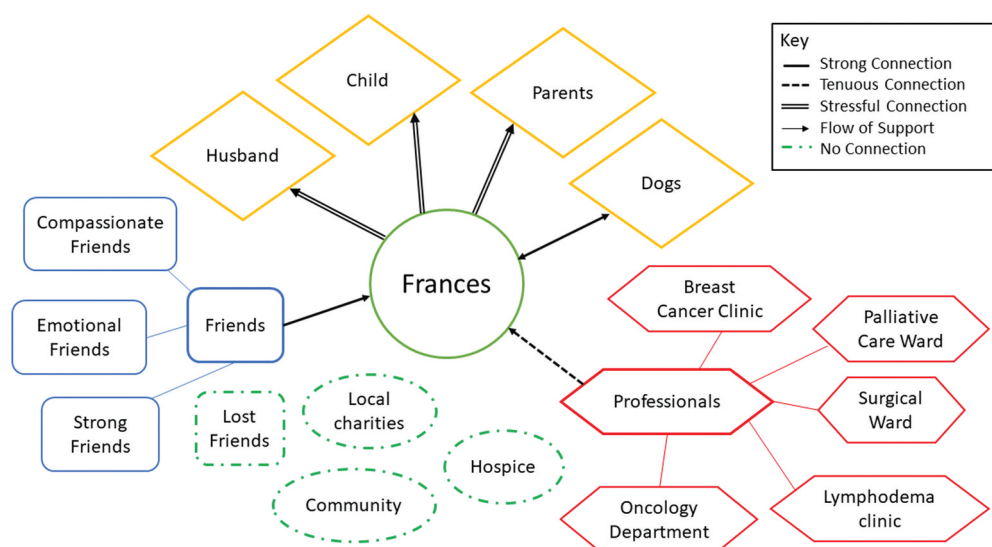 Key
Strong Connection
Tenuous Connection
Stressful Connection
Flow of Support
No Connection
Child
Parents
Husband
Dogs
Compassionate
Friends
Emotional
Friends
Strong
Friends
Friends
Frances
Lost
Friends
Local
charities
Community
Hospice
Professionals
Breast
Cancer Clinic
Palliative
Care Ward
Surgical
Ward
Lymphodema
clinic
Oncology
Department